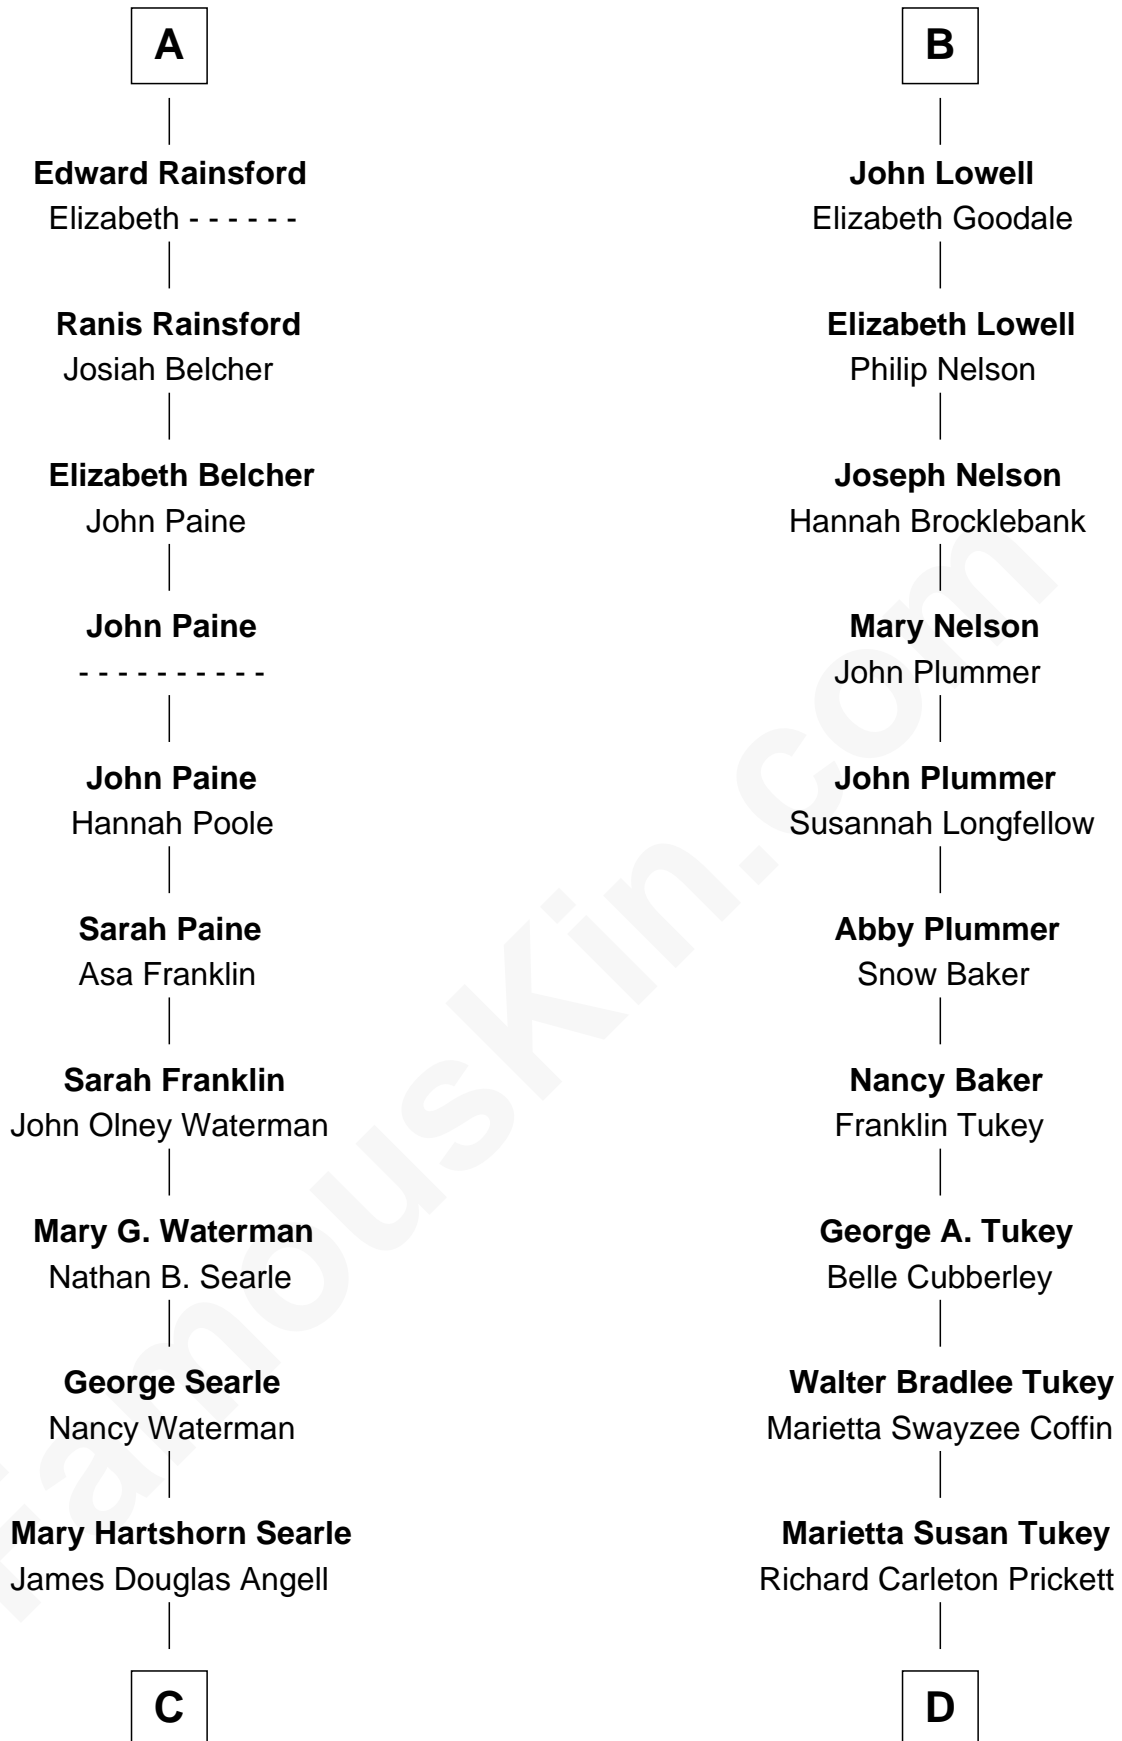 A
Edward Rainsford
Elizabeth - - - - - -
Ranis Rainsford
Josiah Belcher
Elizabeth Belcher
John Paine
John Paine
- - - - - - - - - -
John Paine
Hannah Poole
Sarah Paine
Asa Franklin
Sarah Franklin
John Olney Waterman
Mary G. Waterman
Nathan B. Searle
George Searle
Nancy Waterman
Mary Hartshorn Searle
James Douglas Angell
C
B
John Lowell
Elizabeth Goodale
Elizabeth Lowell
Philip Nelson
Joseph Nelson
Hannah Brocklebank
Mary Nelson
John Plummer
John Plummer
Susannah Longfellow
Abby Plummer
Snow Baker
Nancy Baker
Franklin Tukey
George A. Tukey
Belle Cubberley
Walter Bradlee Tukey
Marietta Swayzee Coffin
Marietta Susan Tukey
Richard Carleton Prickett
D
FamousKin.com